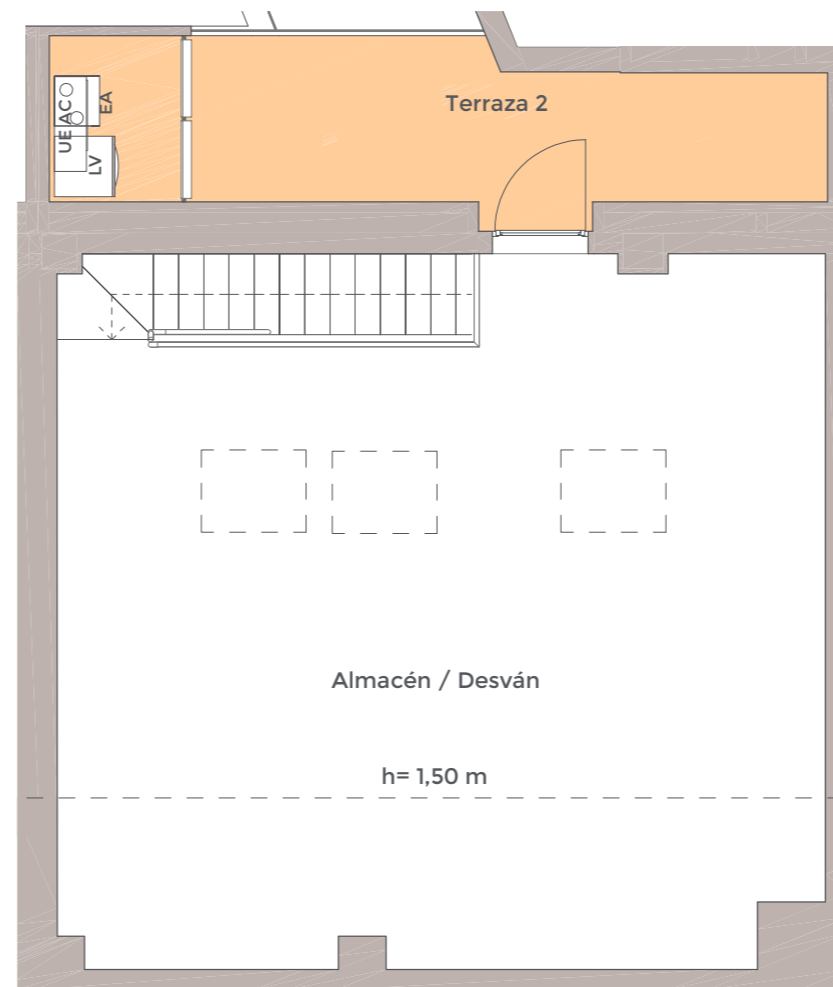 Terraza 2
UE AC
EA
LV
Almacén / Desván
h= 1,50 m